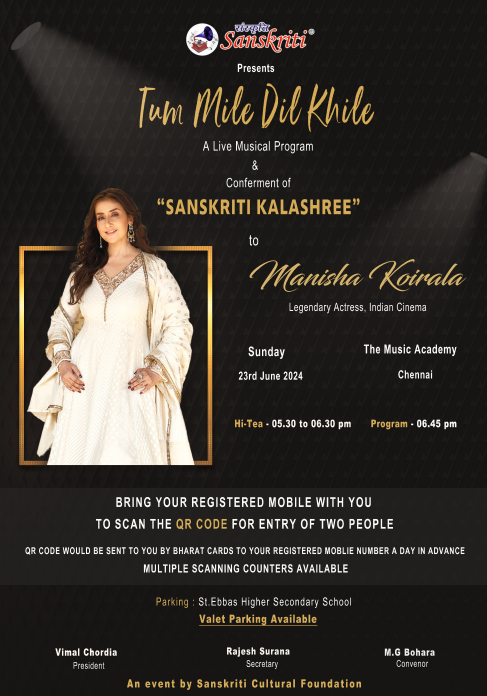 संस्कृति
Sanskriti
Presents
Tum Mile Dil Khile
A Live Musical Program
&
Conferment of
“SANSKRITI KALASHREE”
to
Manisha Koirala
Legendary Actress, Indian Cinema
Sunday
23rd June 2024
The Music Academy
Chennai
Hi-Tea - 05.30 to 06.30 pm
Program - 06.45 pm
BRING YOUR REGISTERED MOBILE WITH YOU
TO SCAN THE QR CODE FOR ENTRY OF TWO PEOPLE
QR CODE WOULD BE SENT TO YOU BY BHARAT CARDS TO YOUR REGISTERED MOBLIE NUMBER A DAY IN ADVANCE
MULTIPLE SCANNING COUNTERS AVAILABLE
Parking : St.Ebbas Higher Secondary School
Valet Parking Available
Vimal Chordia
President
Rajesh Surana
Secretary
M.G Bohara
Convenor
An event by Sanskriti Cultural Foundation